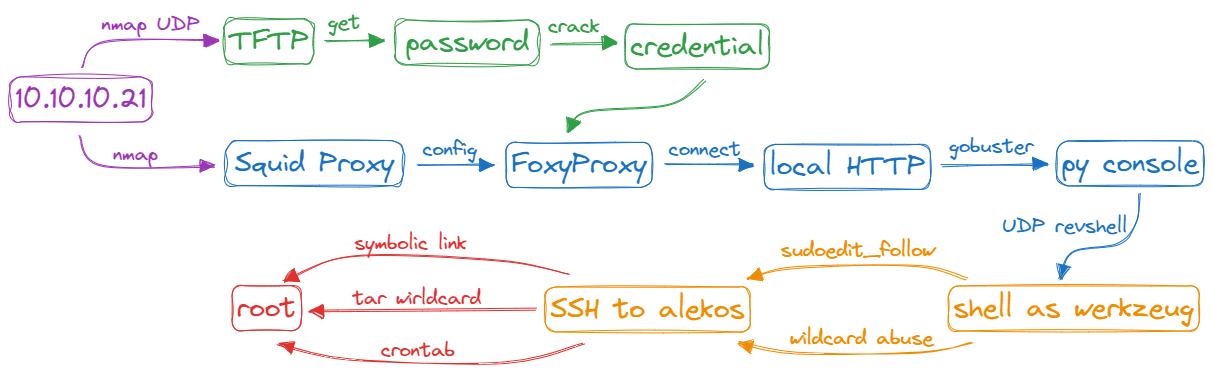 nmap UDP
TFTP
get
password
crack
credential
10.10.10.21
nmap
Squid Proxy
config
FoxyProxy
connect
local HTTP
gobuster
py console
UDP revshell
symbolic link
sudoedit_follow
root
tar wirldcard
SSH to alekos
shell as werkzeug
crontab
wildcard abuse